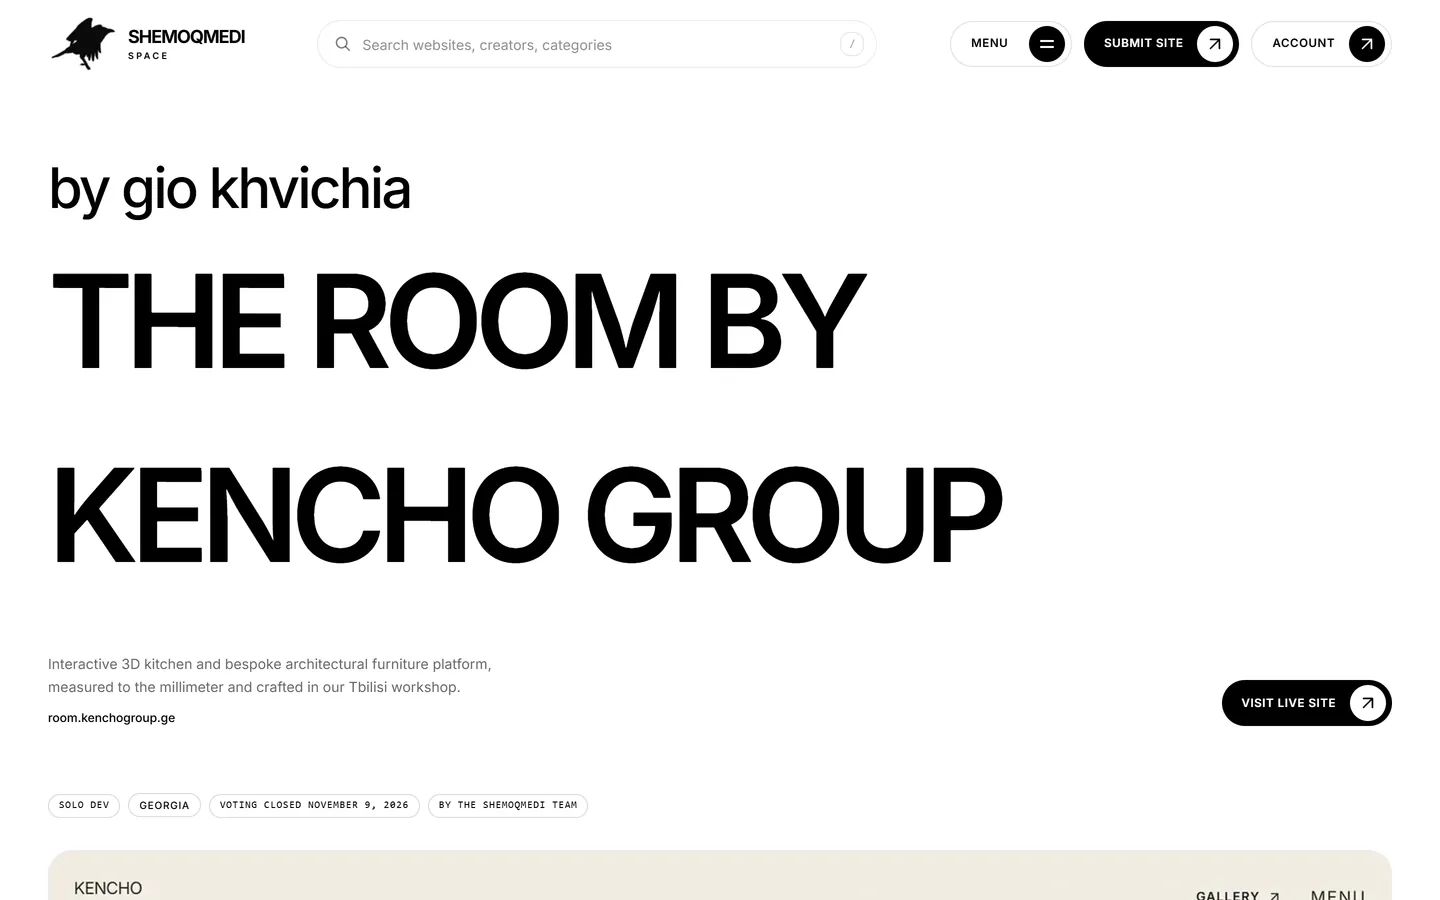 SHEMOQMEDI
SPACE
Search websites, creators, categories
/
MENU
SUBMIT SITE
ACCOUNT
by gio khvichia
THE ROOM BY
KENCHO GROUP
Interactive 3D kitchen and bespoke architectural furniture platform,
measured to the millimeter and crafted in our Tbilisi workshop.
room.kenchogroup.ge
VISIT LIVE SITE
SOLO DEV
GEORGIA
VOTING CLOSED NOVEMBER 9, 2026
BY THE SHEMOQMEDI TEAM
KENCHO
GALLERY
MENU